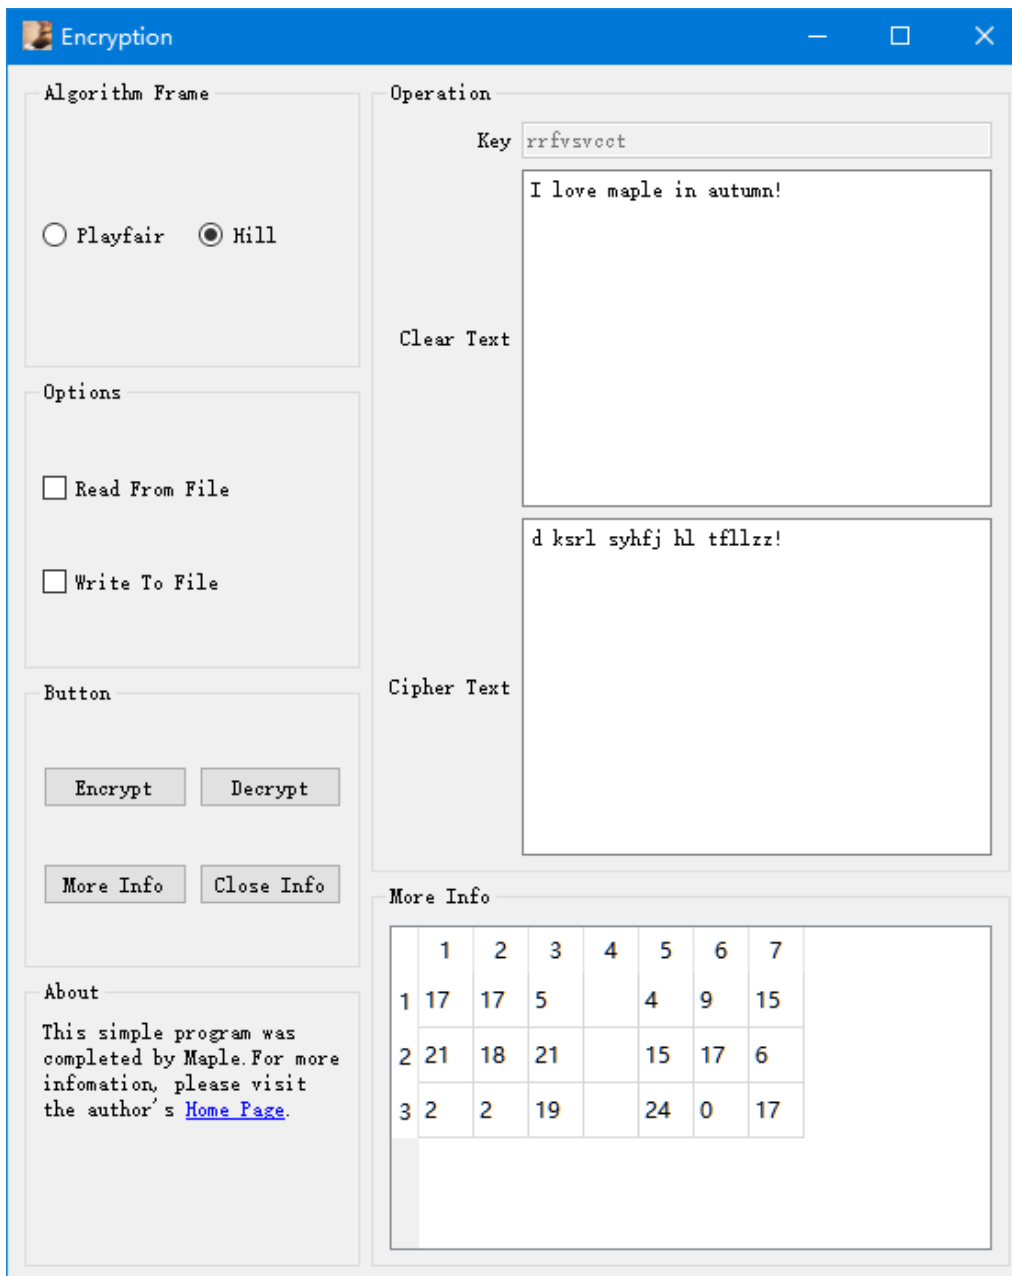 Encryption
Algorithm Frame
Playfair Hill
Options
Read From File
Write To File
Button
Encrypt Decrypt
More Info Close Info
About
This simple program was
completed by Maple.For more
infomation, please visit
the author's Home Page.
Operation
Key rrfvsvcct
Clear Text
I love maple in autumn!
Cipher Text
d ksrl syhfj hl tfllzz!
More Info
1 2 3 4 5 6 7
1 17 17 5 4 9 15
2 21 18 21 15 17 6
3 2 2 19 24 0 17